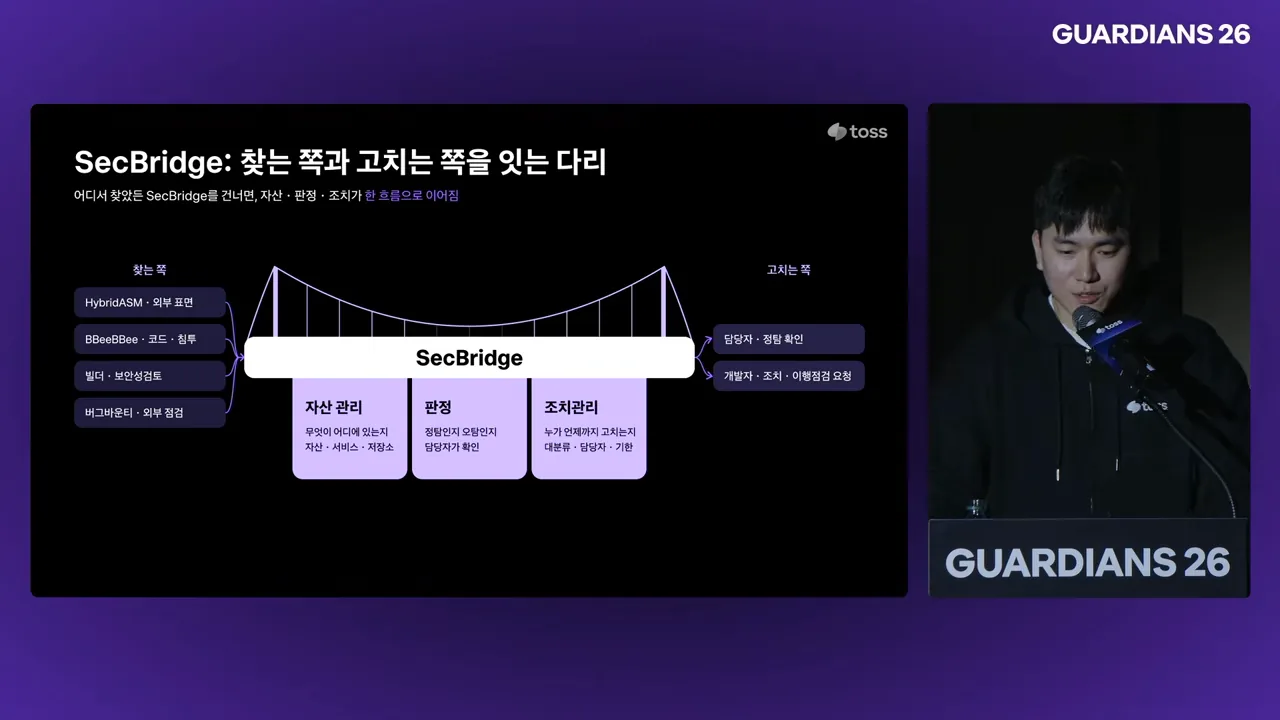 GUARDIANS 26
toss
SecBridge: 찾는 쪽과 고치는 쪽을 잇는 다리
어디서 찾았든 SecBridge를 건너면, 자산 · 판정 · 조치가 한 흐름으로 이어짐
찾는 쪽
HybridASM · 외부 표면
BBeeBBee · 코드 · 침투
빌더 · 보안성검토
버그바운티 · 외부 점검
SecBridge
자산 관리
무엇이 어디에 있는지
자산 · 서비스 · 저장소
판정
정탐인지 오탐인지
담당자가 확인
조치관리
누가 언제까지 고치는지
대분류 · 담당자 · 기한
고치는 쪽
담당자 · 정탐 확인
개발자 · 조치 · 이행점검 요청
toss
toss
GUARDIANS 26